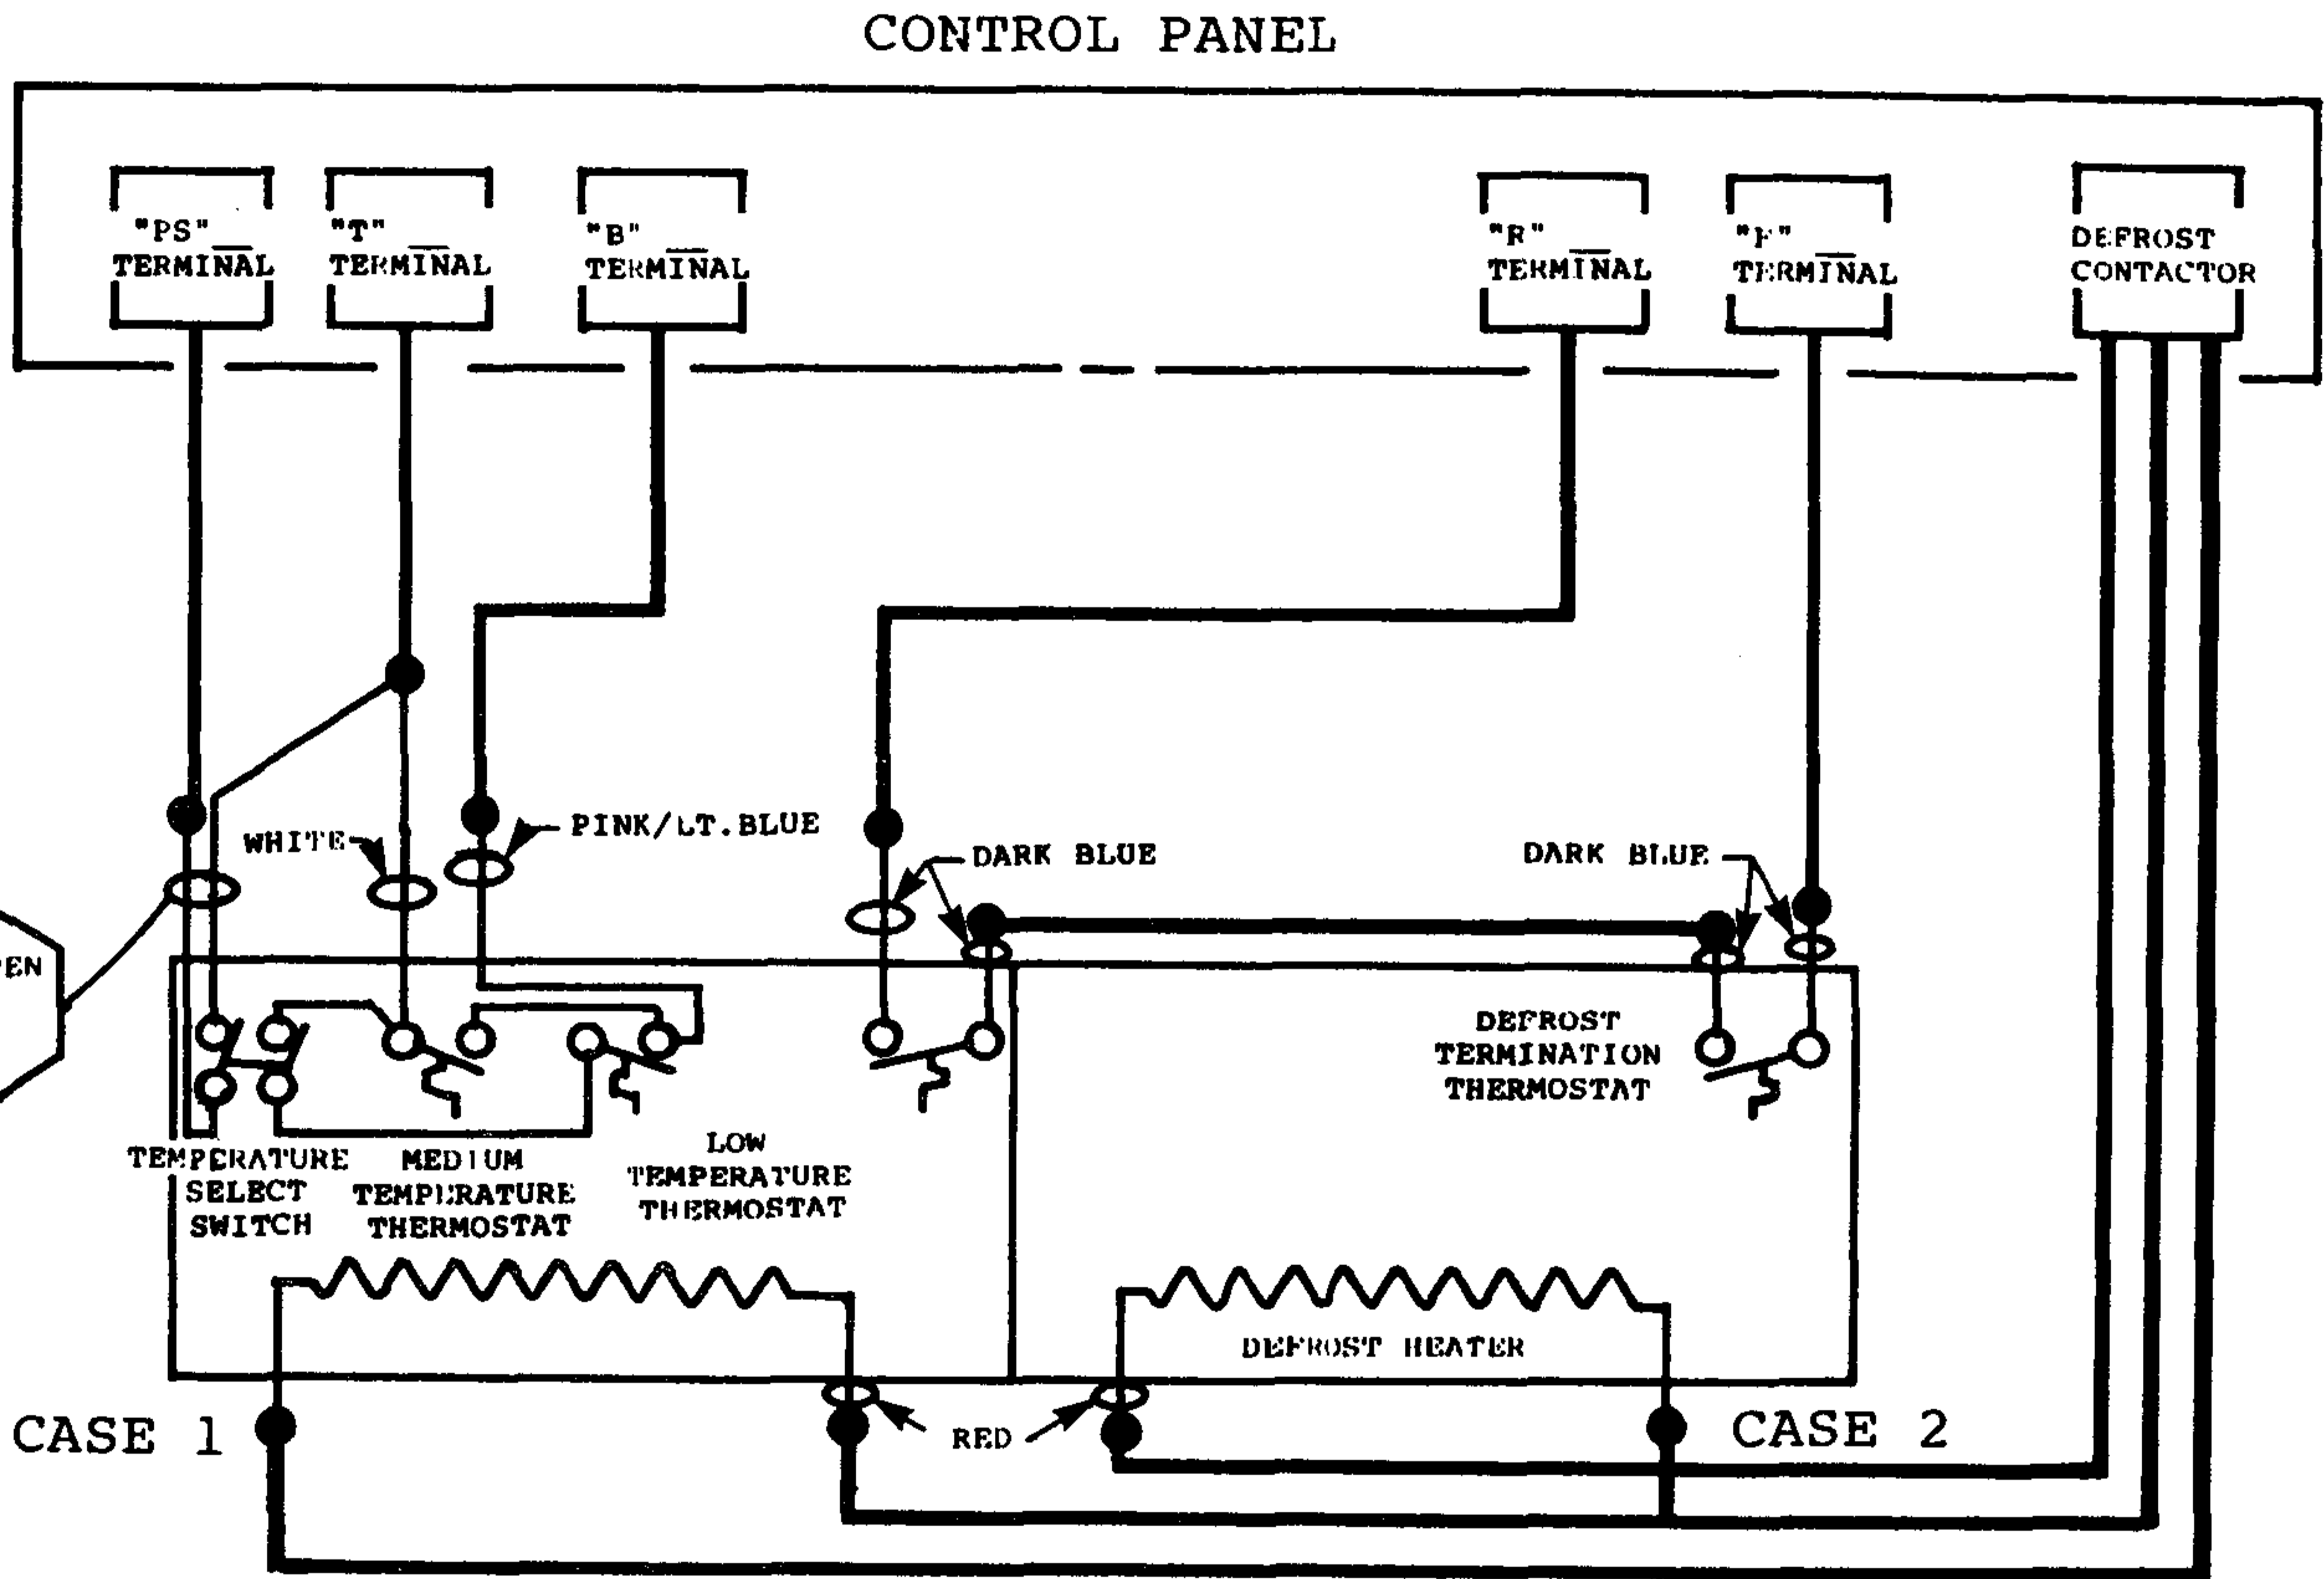 CONTROL PANEL
"PS"
TERMINAL
"T"
TERMINAL
"B"
TERMINAL
"R"
TERMINAL
TERMINAL
DEFROST
CONTACTOR
WHITE
PINK/LT.BLUE
DARK BLUE
DARK BLUE
EN
DEFROST
TERMINATION
THERMOSTAT
TEMPERATURE
SELECT
SWITCH
MEDIUM
TEMPERATURE
THERMOSTAT
LOW
TEMPERATURE
THERMOSTAT
DEFROST HEATER
CASE 1
RED
CASE 2